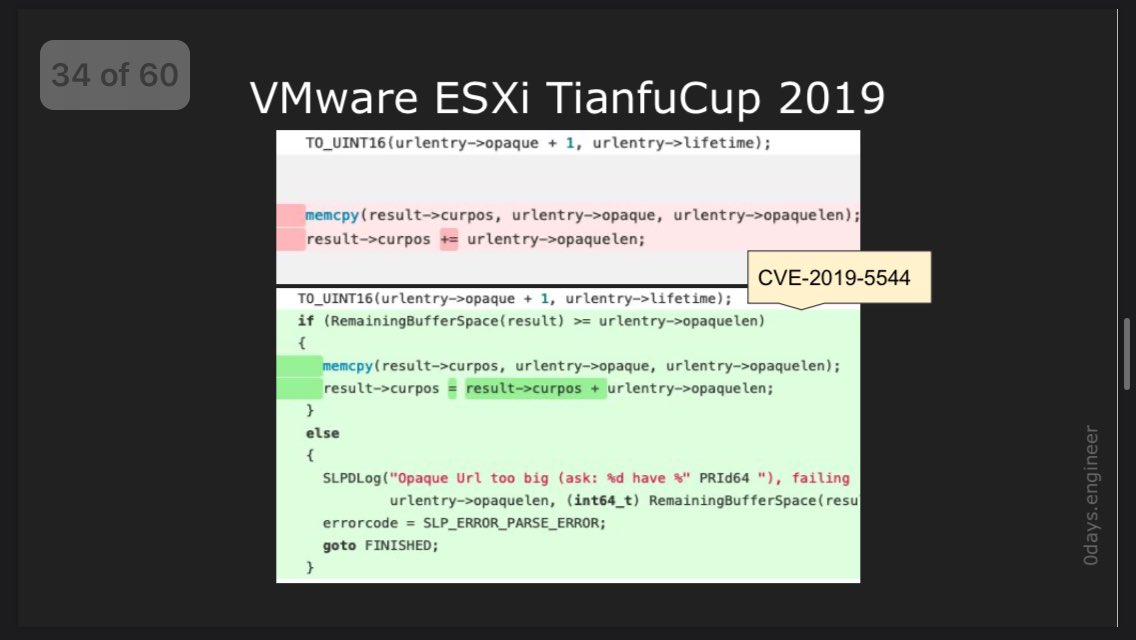 34 of 60
VMware ESXi TianfuCup 2019
TO_UINT16(urlentry->opaque + 1, urlentry->lifetime);
memcpy(result->curpos, urlentry->opaque, urlentry->opaquelen);
result->curpos += urlentry->opaquelen;
CVE-2019-5544
TO_UINT16(urlentry->opaque + 1, urlentry->lifetime);
if (RemainingBufferSpace(result) >= urlentry->opaquelen)
{
memcpy(result->curpos, urlentry->opaque, urlentry->opaquelen);
result->curpos = result->curpos + urlentry->opaquelen;
}
else
{
SLPDLog("Opaque Url too big (ask: %d have %" PRId64 "), failing
urlentry->opaquelen, (int64_t) RemainingBufferSpace(resu
errorcode = SLP_ERROR_PARSE_ERROR;
goto FINISHED;
}
0days.engineer